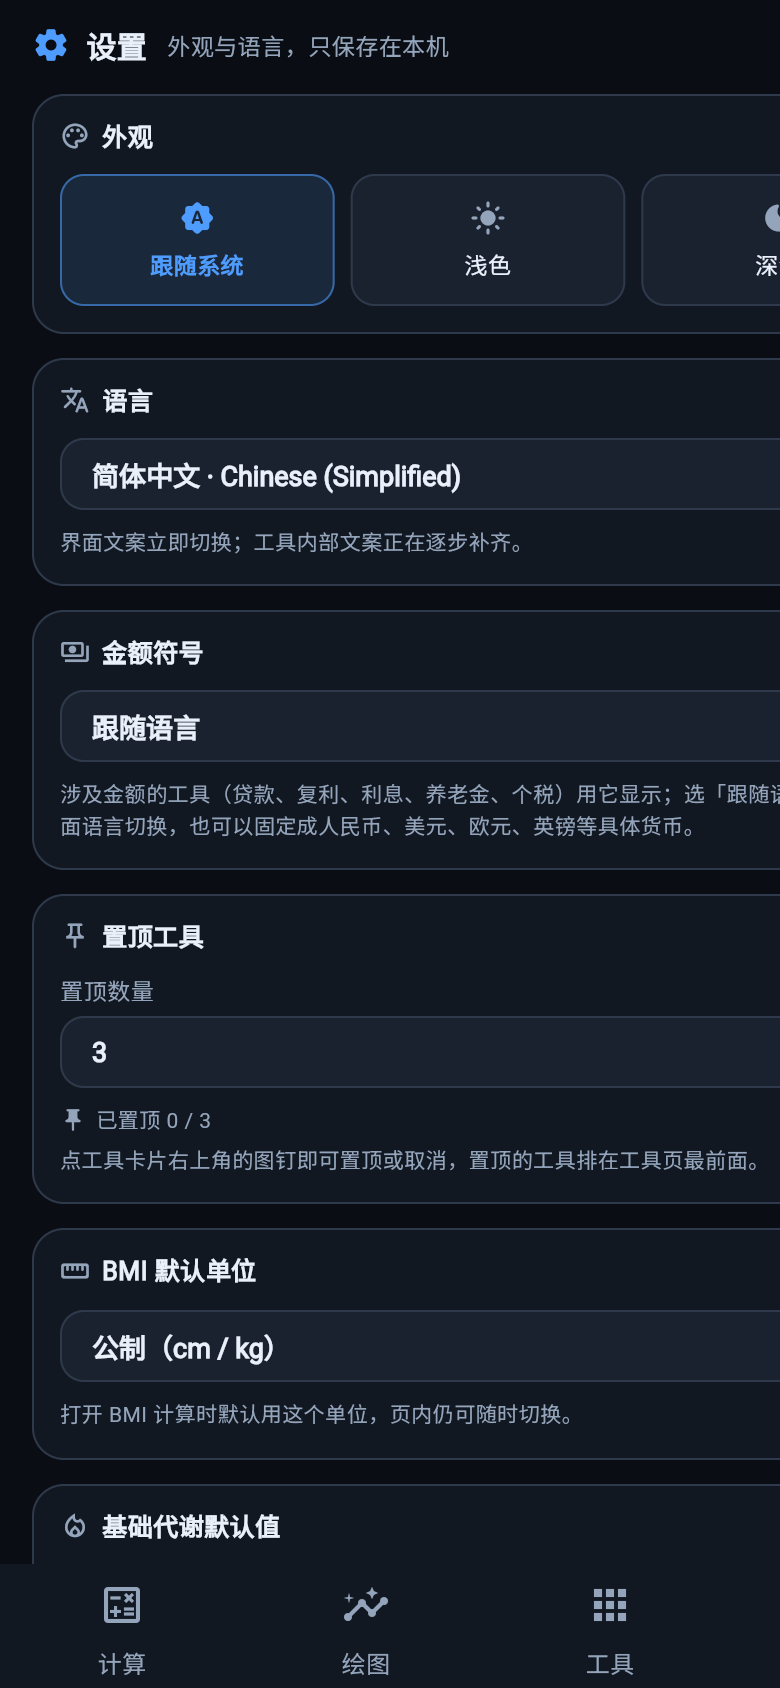 设置 外观与语言，只保存在本机
外观
跟随系统
浅色
深
语言
简体中文 · Chinese (Simplified)
界面文案立即切换；工具内部文案正在逐步补齐。
金额符号
跟随语言
涉及金额的工具（贷款、复利、利息、养老金、个税）用它显示；选「跟随语
面语言切换，也可以固定成人民币、美元、欧元、英镑等具体货币。
置顶工具
置顶数量
3
已置顶 0 / 3
点工具卡片右上角的图钉即可置顶或取消，置顶的工具排在工具页最前面。
BMI 默认单位
公制（cm / kg）
打开 BMI 计算时默认用这个单位，页内仍可随时切换。
基础代谢默认值
计算
绘图
工具